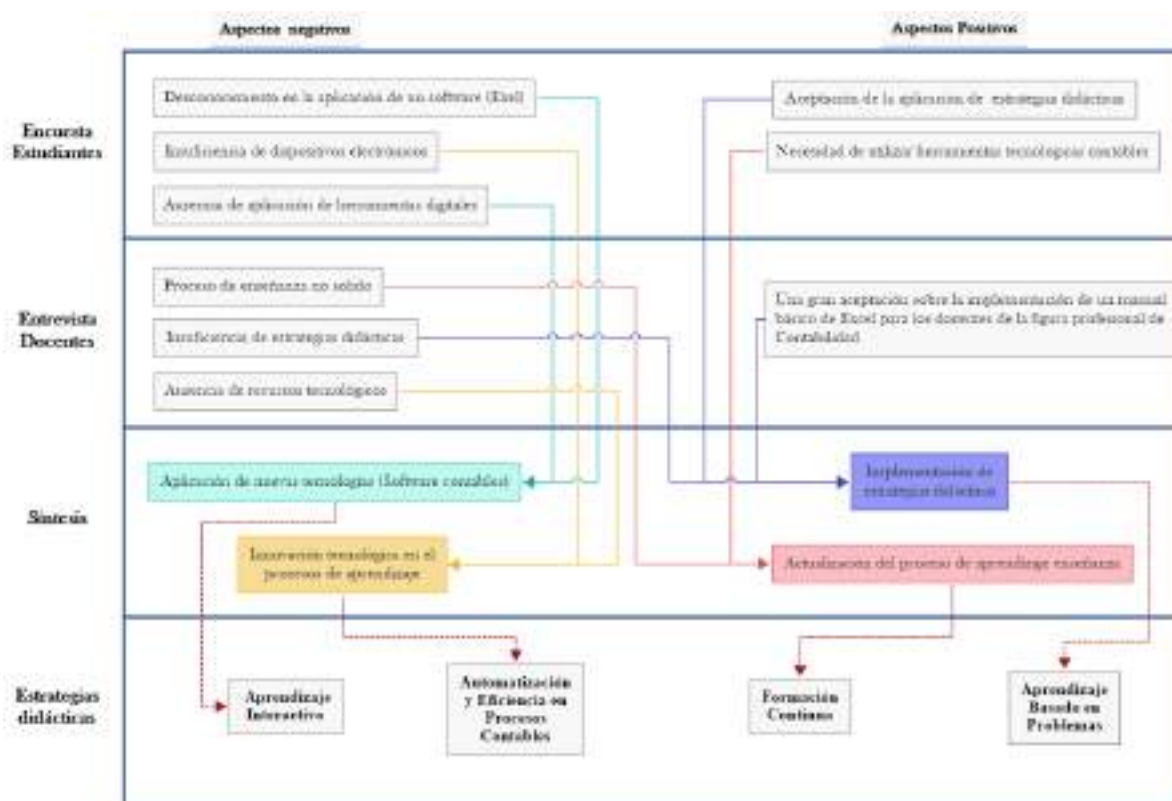 Aspectos negativos
Aspectos Positivos
Encuesta
Estudiantes
Desconocimiento en la aplicación de un software (Exel)
Insuficiencia de dispositivos electrónicos
Ausencia de aplicación de herramientas digitales
Aceptación de la aplicación de estrategias didácticas
Necesidad de utilizar herramientas tecnológicas contables
Entrevista
Docentes
Proceso de enseñanza no solido
Insuficiencia de estrategias didácticas
Ausencia de recursos tecnológicos
Una gran aceptación sobre la implementación de un manual
básico de Excel para los docentes de la figura profesional de
Contabilidad
Síntesis
Aplicación de nueva tecnologías (Software contables)
Innovación tecnológica en el
procesos de aprendizaje
Implementación de
estrategias didácticas
Actualización del proceso de aprendizaje enseñanza
Estrategias
didácticas
Aprendizaje
Interactivo
Automatización
y Eficiencia en
Procesos
Contables
Formación
Continua
Aprendizaje
Basado en
Problemas